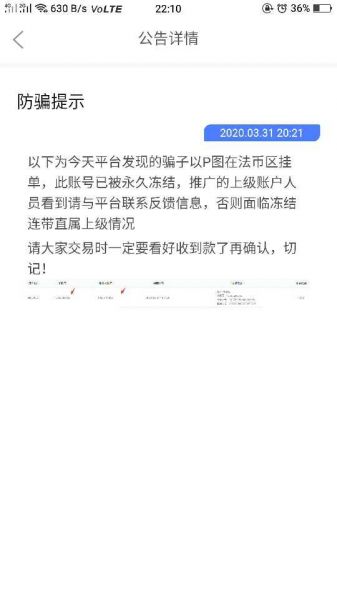 630 B/s VoLTE 22:10 36%
公告详情
防骗提示
2020.03.31 20:21
以下为今天平台发现的骗子以P图在法币区挂
单，此账号已被永久冻结，推广的上级账户人
员看到请与平台联系反馈信息，否则面临冻结
连带直属上级情况
请大家交易时一定要看好收到款了再确认，切
记！